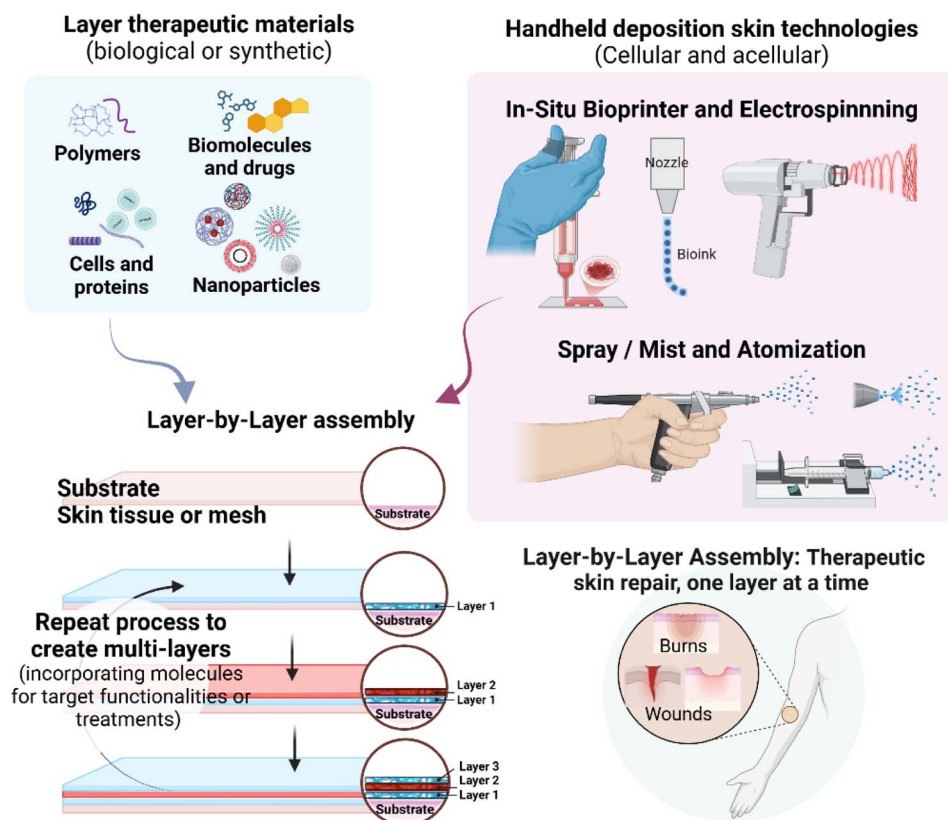 Layer therapeutic materials
(biological or synthetic)
Polymers
Biomolecules
and drugs
Cells and
proteins
Nanoparticles
Handheld deposition skin technologies
(Cellular and acellular)
In-Situ Bioprinter and Electrospinnning
Nozzle
Bioink
Spray / Mist and Atomization
Layer-by-Layer assembly
Substrate
Skin tissue or mesh
Substrate
Layer 1
Substrate
Repeat process to
create multi-layers
(incorporating molecules
for target functionalities or
treatments)
Layer 2
Layer 1
Substrate
Layer 3
Layer 2
Layer 1
Substrate
Layer-by-Layer Assembly: Therapeutic
skin repair, one layer at a time
Burns
Wounds